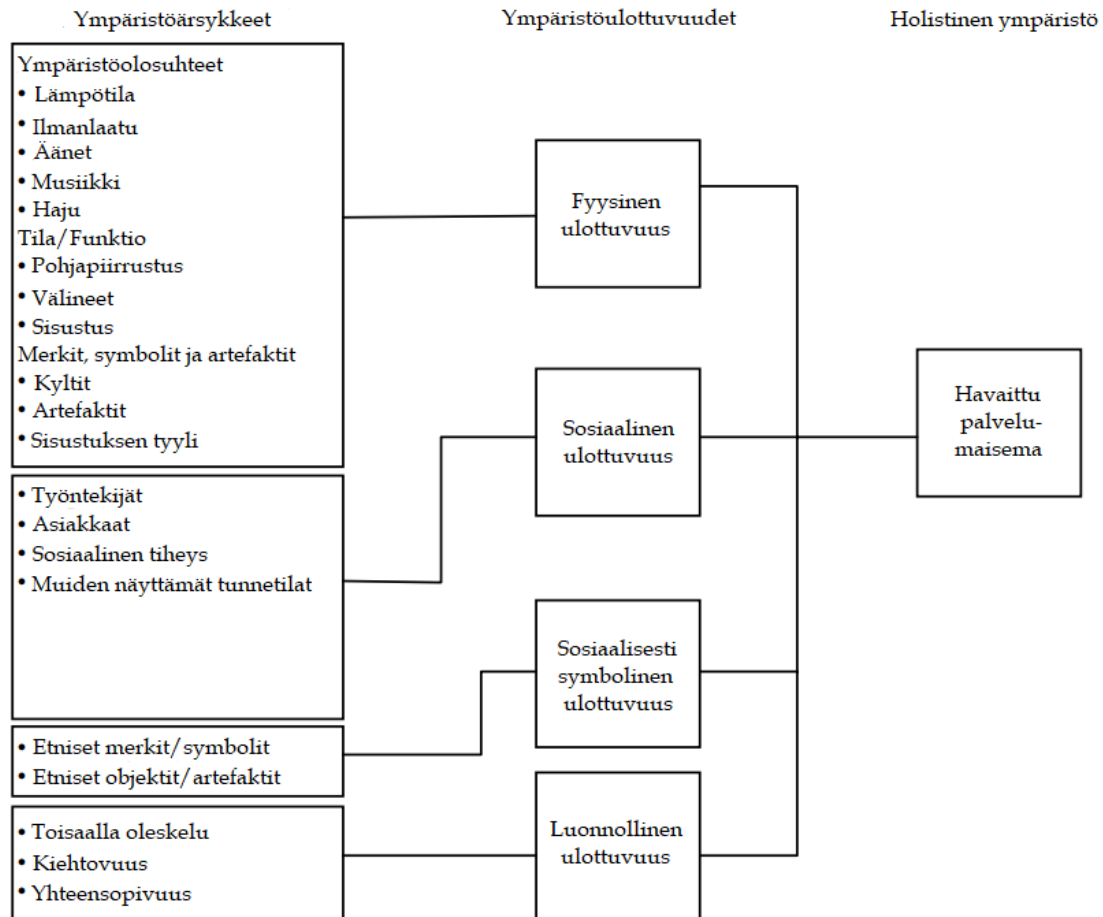 Ympäristöärsykkeet
Ympäristöulottuvuudet
Holistinen ympäristö
Ympäristöolosuhteet
• Lämpötila
• Ilmanlaatu
• Äänet
• Musiikki
• Haju
Tila/Funktio
• Pohjapiirrustus
• Välineet
• Sisustus
Merkit, symbolit ja artefaktit
• Kyltit
• Artefaktit
• Sisustuksen tyyli
• Työntekijät
• Asiakkaat
• Sosiaalinen tiheys
• Muiden näyttämät tunnetilat
• Etniset merkit/symbolit
• Etniset objektit/artefaktit
• Toisaalla oleskelu
• Kiehtovuus
• Yhteensopivuus
Fyysinen
ulottuvuus
Sosiaalinen
ulottuvuus
Sosiaalisesti
symbolinen
ulottuvuus
Luonnollinen
ulottuvuus
Havaittu
palvelu-
maisema